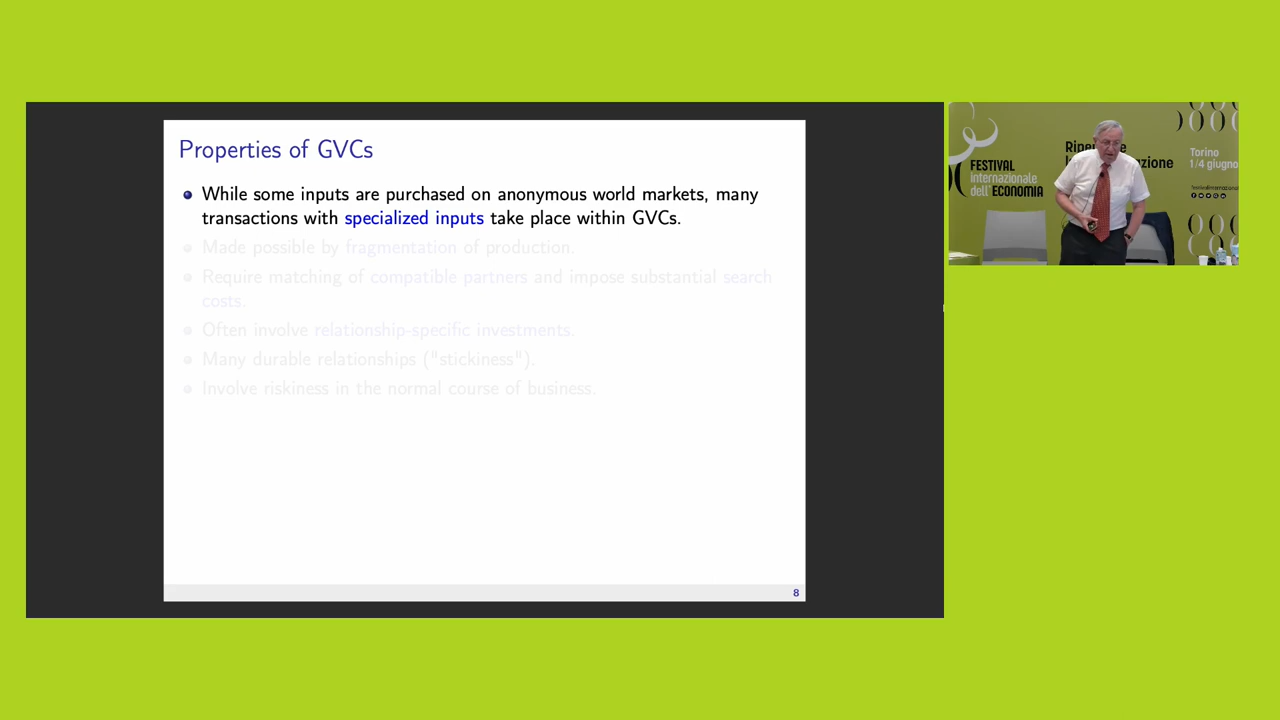 Properties of GVCs
While some inputs are purchased on anonymous world markets, many
transactions with specialized inputs take place within GVCs.
Made possible by fragmentation of production.
Require matching of compatible partners and impose substantial search
costs.
Often involve relationship-specific investments.
Many durable relationships ("stickiness").
Involve riskiness in the normal course of business.
8
FESTIVAL
internazionale
dell'ECONOMIA
Torino
1/4 giugno